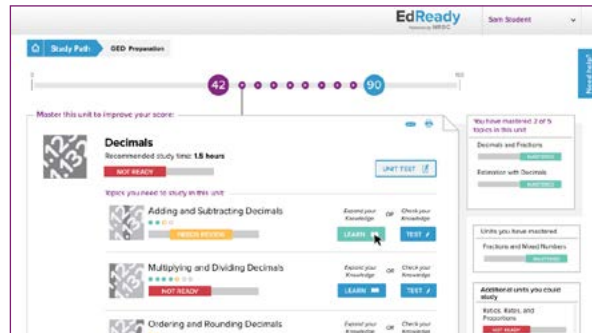 EdReady
Sam Student
Study Path
GED Preparation
Need help?
0
42
90
100
Master this unit to improve your score:
Decimals
Recommended study time: 1.5 hours
NOT READY
UNIT TEST
Topics you need to study in this unit:
Adding and Subtracting Decimals
NEEDS REVIEW
Expand your Knowledge
OR
Check your Knowledge
LEARN
TEST
Multiplying and Dividing Decimals
NOT READY
Expand your Knowledge
OR
Check your Knowledge
LEARN
TEST
Ordering and Rounding Decimals
Expand your Knowledge
OR
Check your Knowledge
You have mastered 2 of 5
topics in this unit
Decimals and Fractions
MASTERED
Estimation with Decimals
MASTERED
Units you have mastered
Fractions and Mixed Numbers
MASTERED
Additional units you could
study
Ratios, Rates, and
Proportions
NOT READY